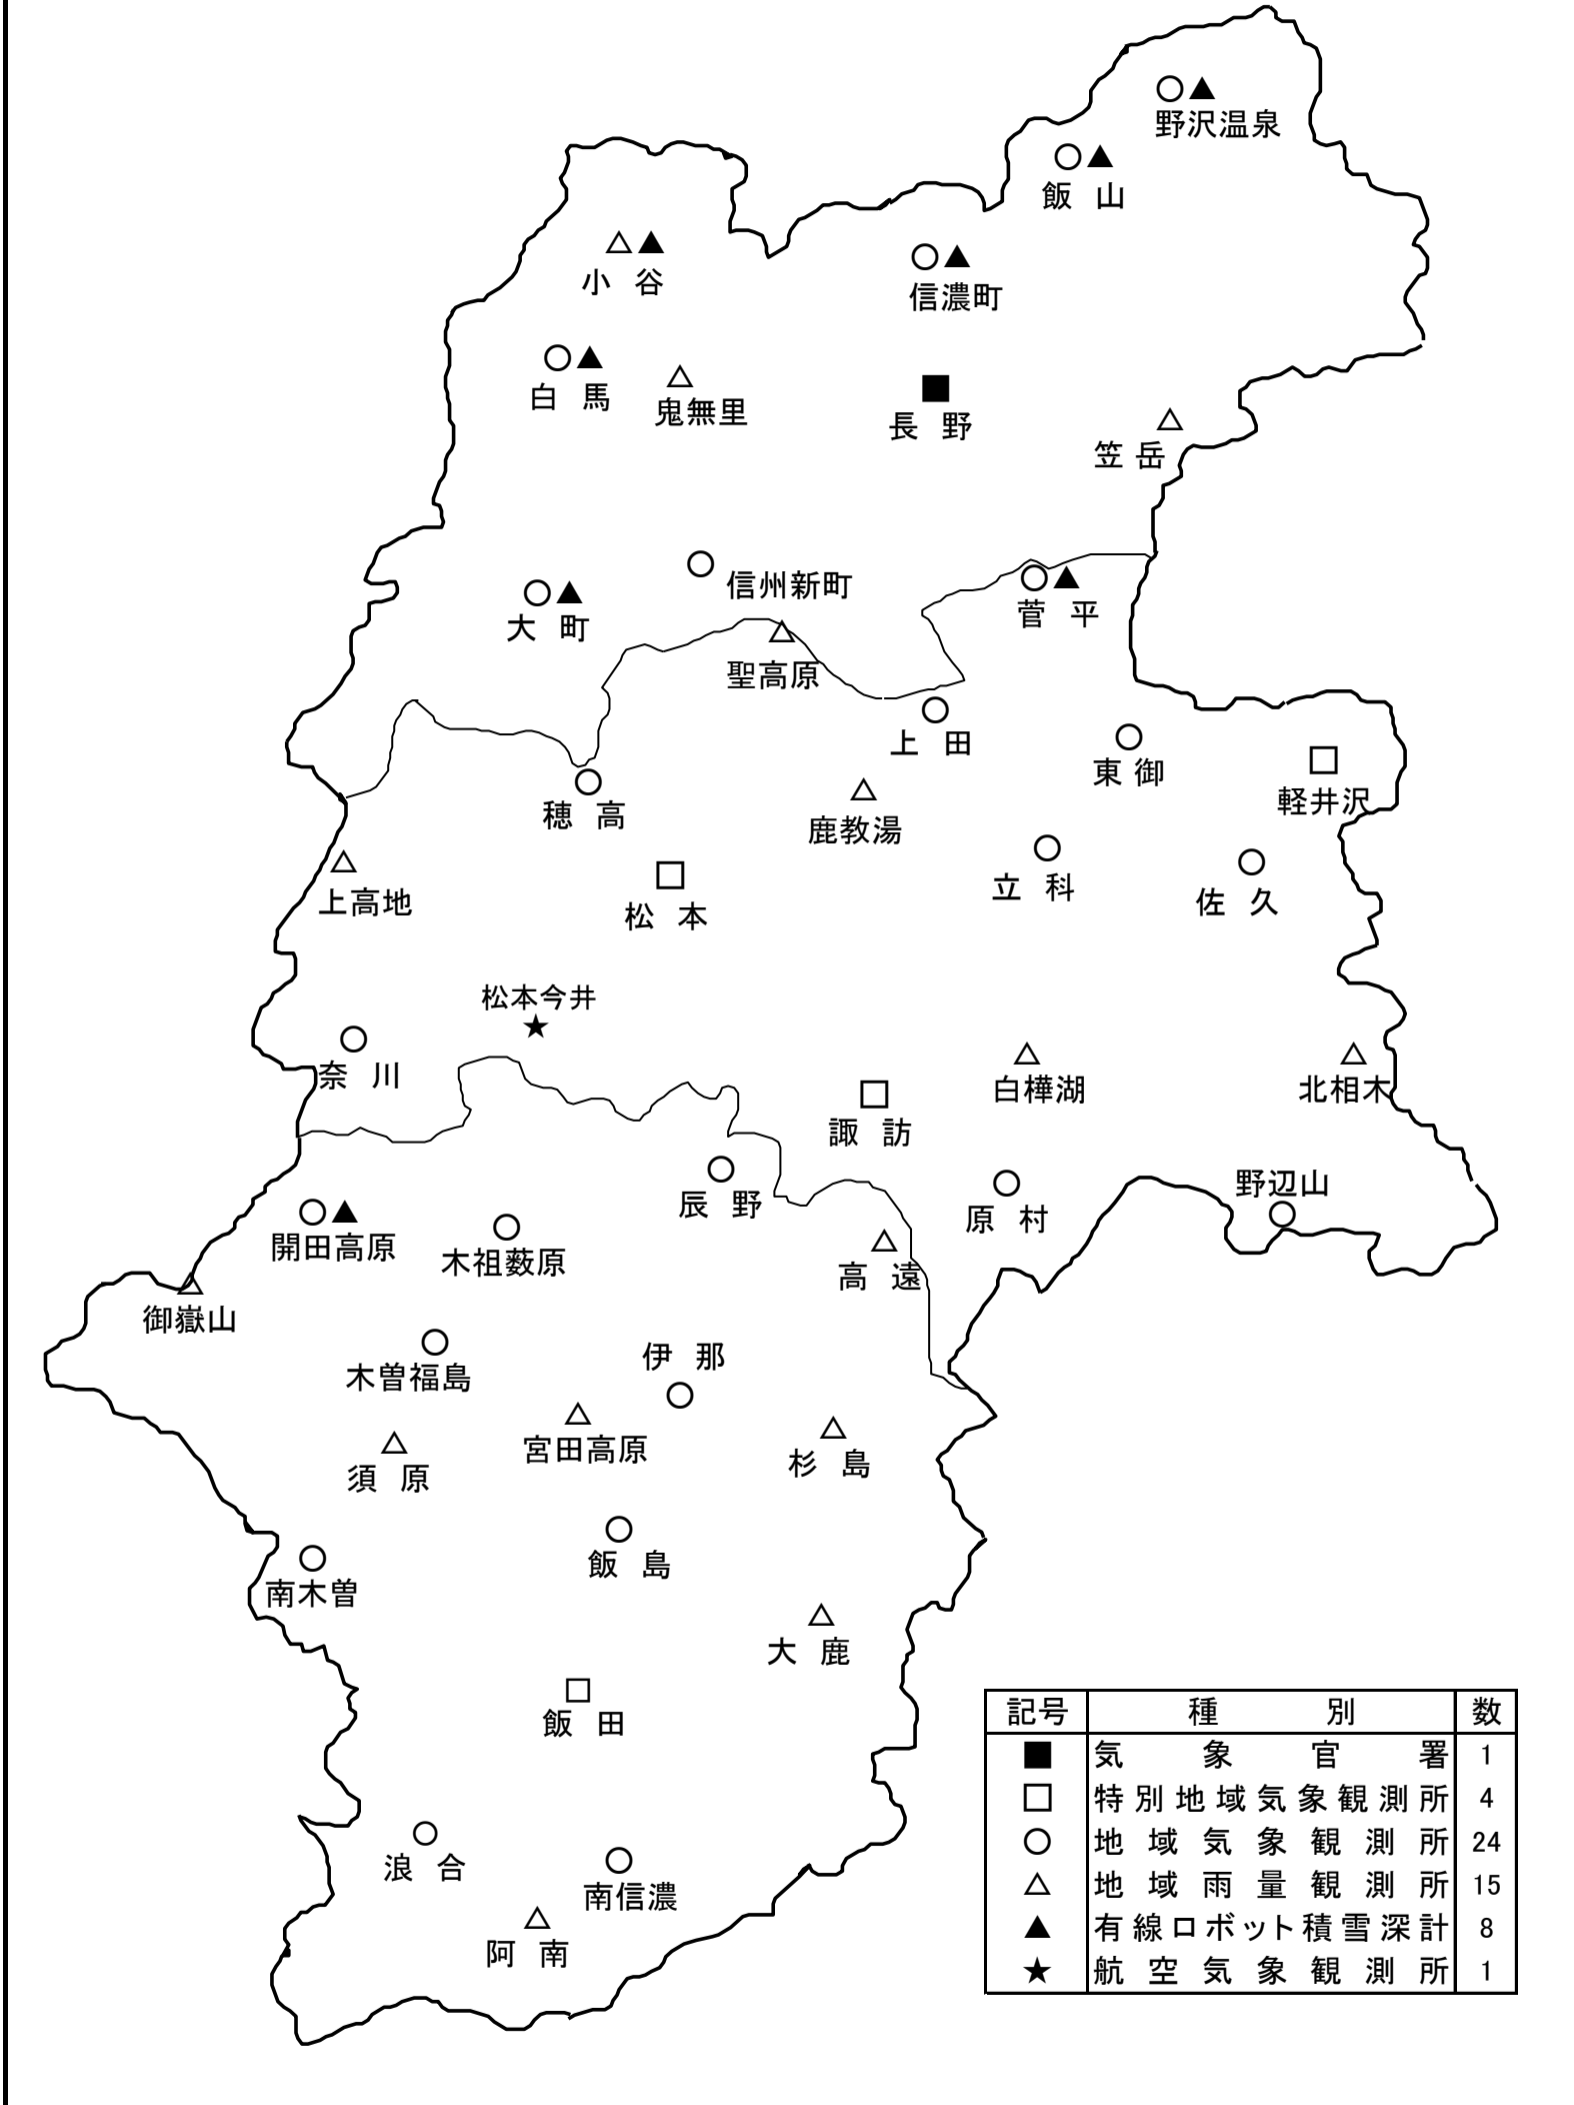 野沢温泉
飯 山
小 谷
信濃町
白 馬
鬼無里
長 野
笠 岳
信州新町
大 町
菅 平
聖高原
上 田
東 御
穂 高
鹿教湯
軽井沢
上高地
松 本
立 科
佐 久
松本今井
奈 川
白樺湖
北相木
諏 訪
辰 野
原 村
野辺山
開田高原
木祖薮原
高 遠
御嶽山
木曽福島
伊 那
須 原
宮田高原
杉 島
飯 島
南木曽
大 鹿
飯 田
浪 合
南信濃
阿 南
記号 種 別 数
■ 気象官署 1
□ 特別地域気象観測所 4
○ 地域気象観測所 24
△ 地域雨量観測所 15
▲ 有線ロボット積雪深計 8
★ 航空気象観測所 1